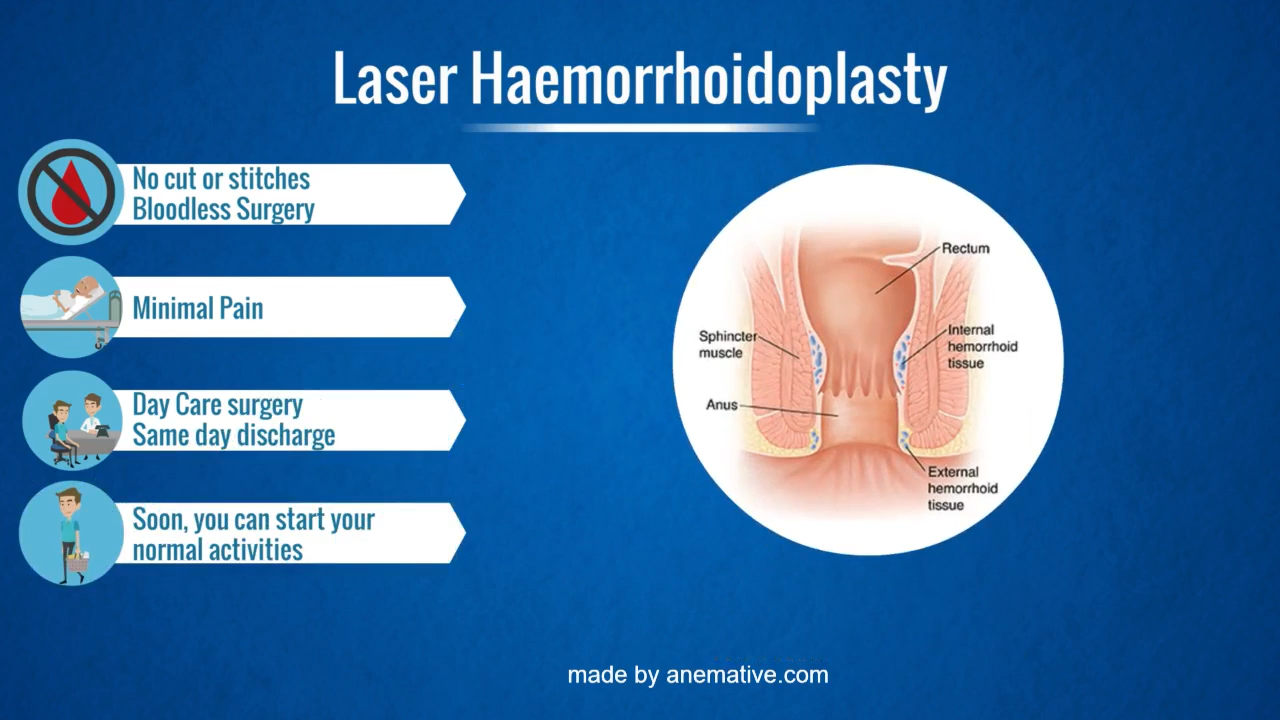 Laser Haemorrhoidoplasty
No cut or stitches
Bloodless Surgery
Minimal Pain
Day Care surgery
Same day discharge
Soon, you can start your
normal activities
Rectum
Sphincter
muscle
Internal
hemorrhoid
tissue
Anus
External
hemorrhoid
tissue
made by anemative.com